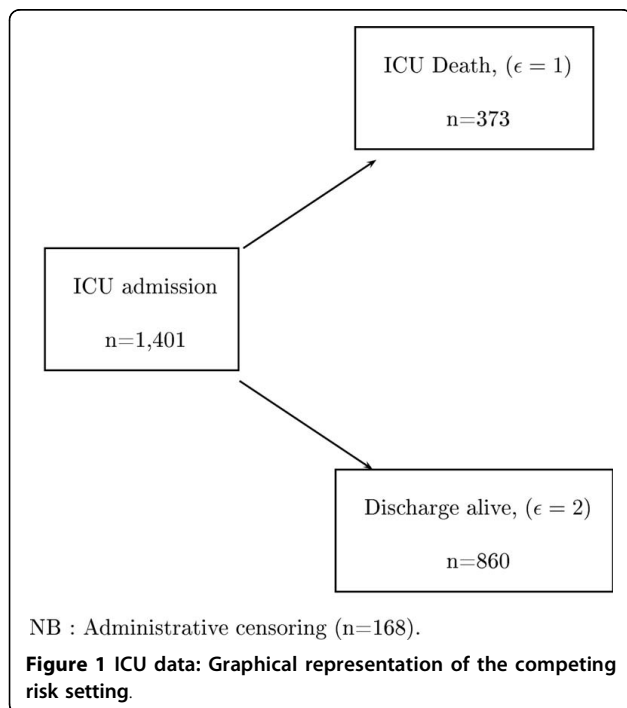 ICU Death, (ϵ = 1)
n=373
ICU admission
n=1,401
Discharge alive, (ϵ = 2)
n=860
NB : Administrative censoring (n=168).
Figure 1 ICU data: Graphical representation of the competing
risk setting.